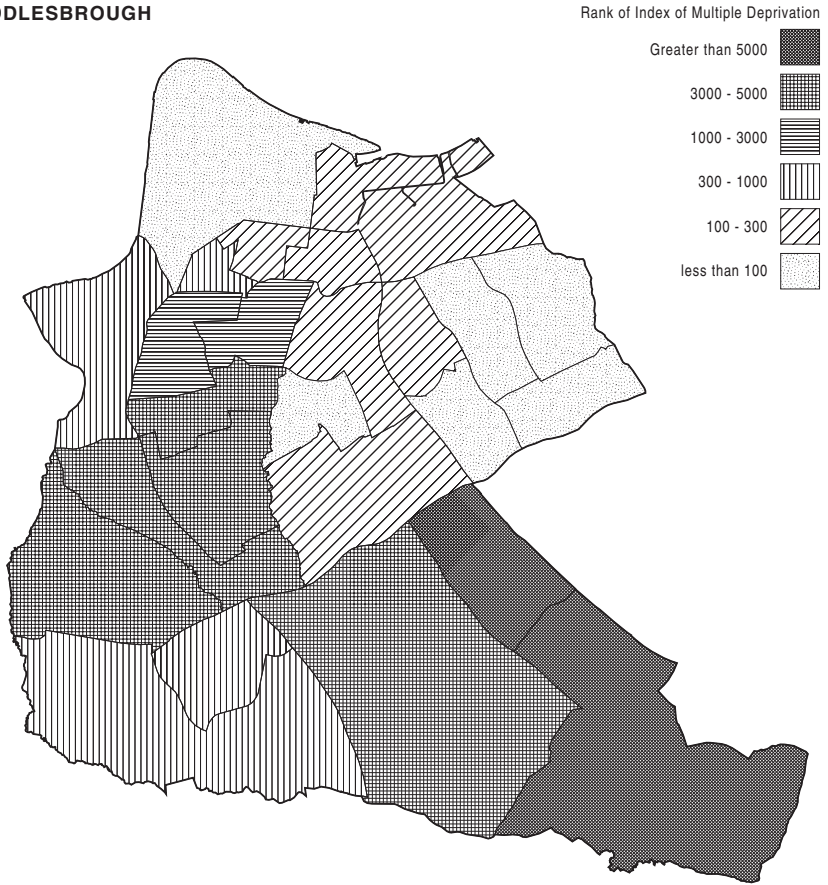 DDLESBROUGH
Rank of Index of Multiple Deprivation
Greater than 5000
3000 - 5000
1000 - 3000
300 - 1000
100 - 300
less than 100